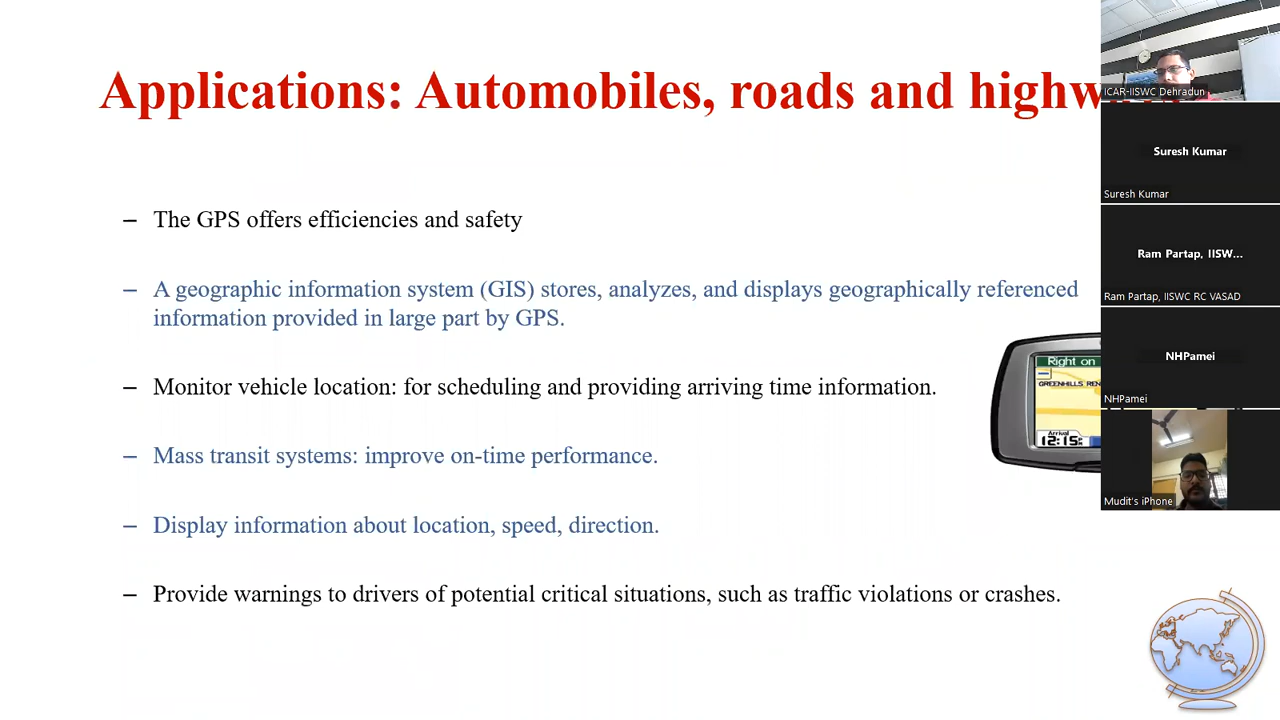 Applications: Automobiles, roads and highw
– The GPS offers efficiencies and safety
– A geographic information system (GIS) stores, analyzes, and displays geographically referenced
information provided in large part by GPS.
– Monitor vehicle location: for scheduling and providing arriving time information.
– Mass transit systems: improve on-time performance.
– Display information about location, speed, direction.
– Provide warnings to drivers of potential critical situations, such as traffic violations or crashes.
Right on
GREENHILLS REN
Arrival
12:15
ICAR-IISWC Dehradun
Suresh Kumar
Suresh Kumar
Ram Partap, IISW...
Ram Partap, IISWC RC VASAD
NHPamei
NHPamei
Mudit's iPhone